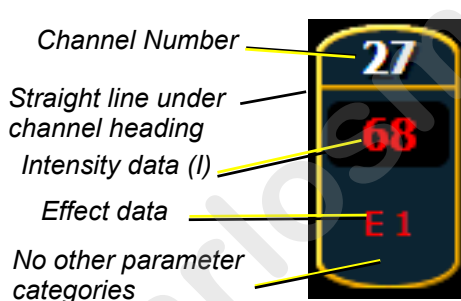 Channel Number
27
Straight line under
channel heading
68
Intensity data (I)
Effect data
E 1
No other parameter
categories